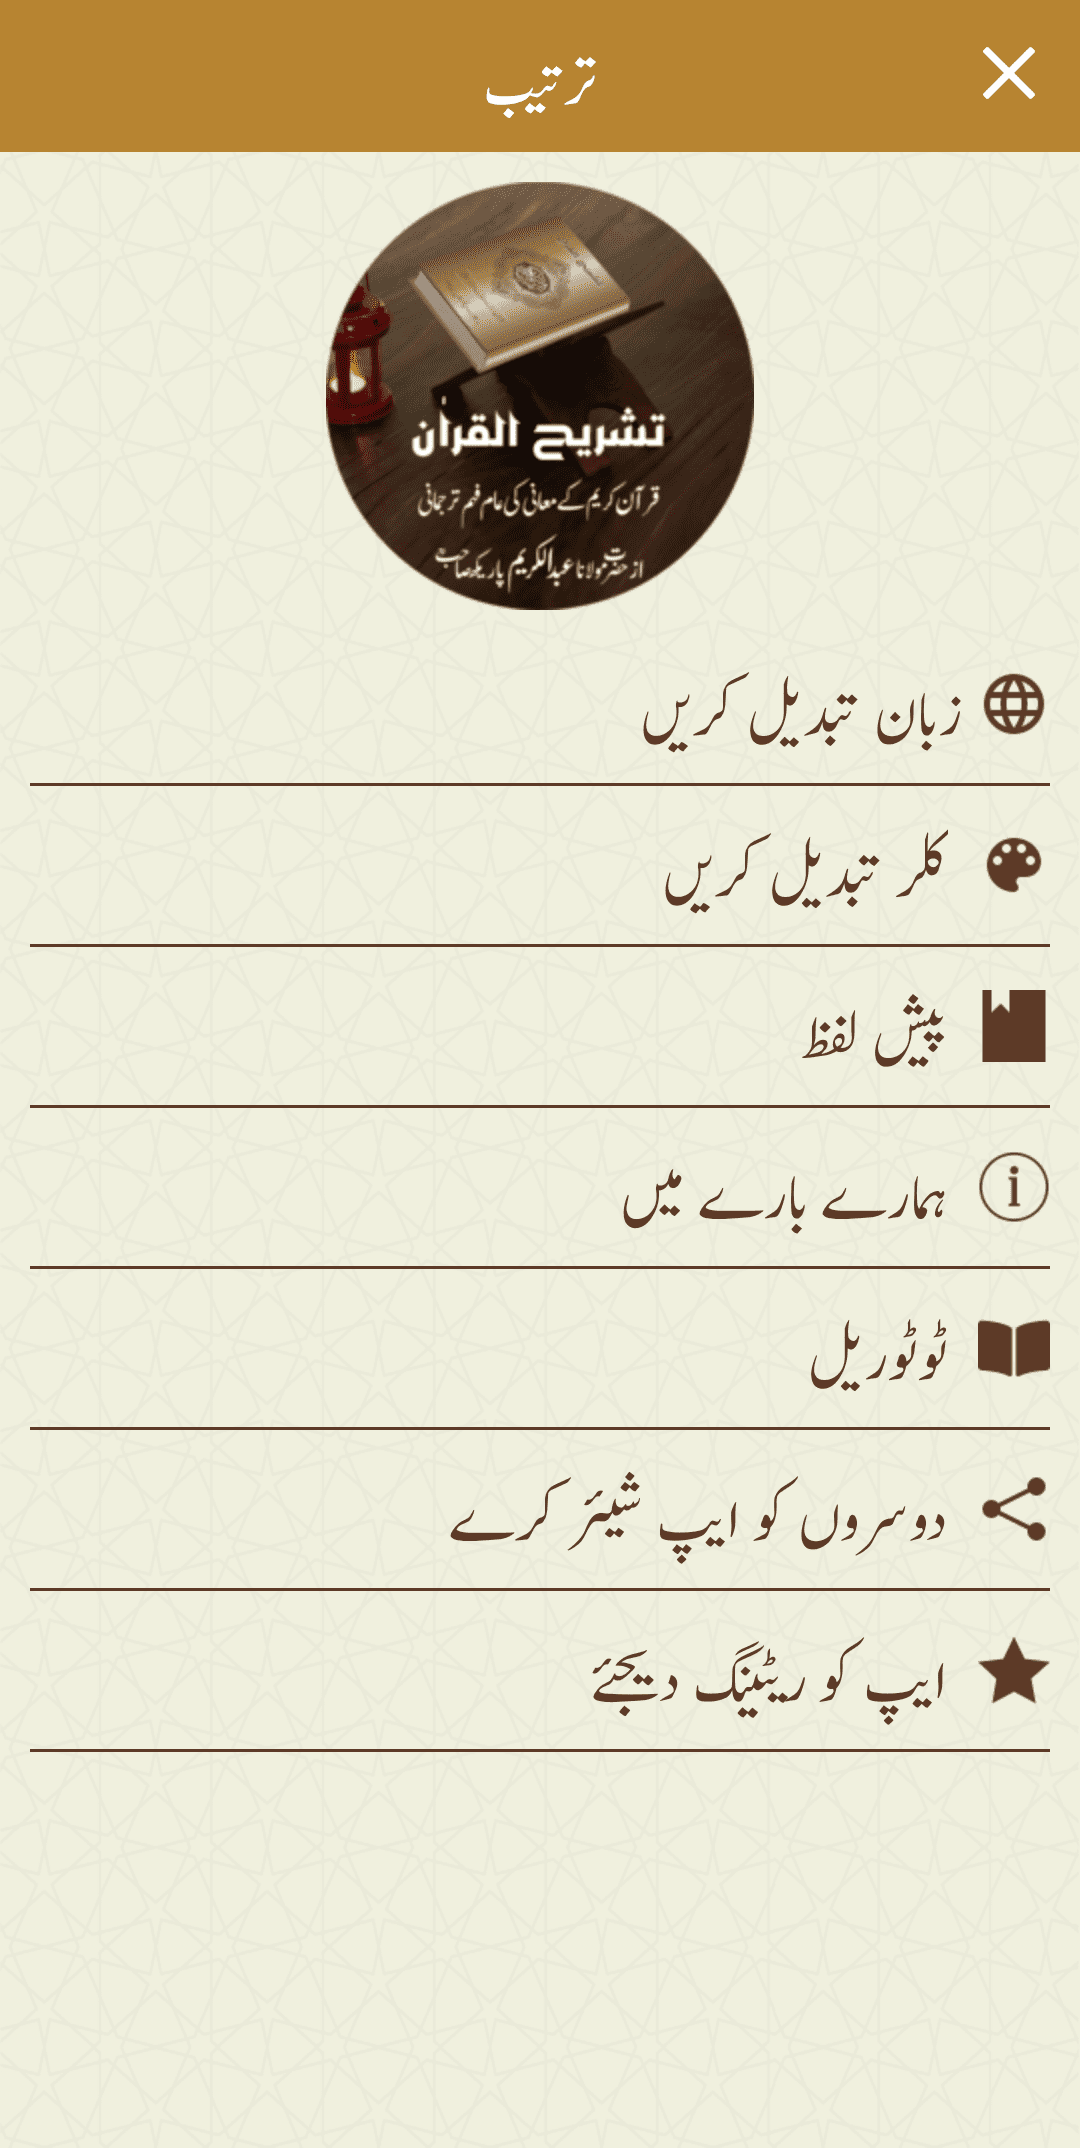 ترتیب
تشریح القرآن
قرآن کریم کے معانی کی عام فہم ترجمانی
از حضرت مولانا عبدالکریم پاریکھ صاحبؒ
زبان تبدیل کریں
کلر تبدیل کریں
پیش لفظ
ہمارے بارے میں
ٹوٹوریل
دوسروں کو ایپ شیئر کرے
ایپ کو ریٹینگ دیجئے